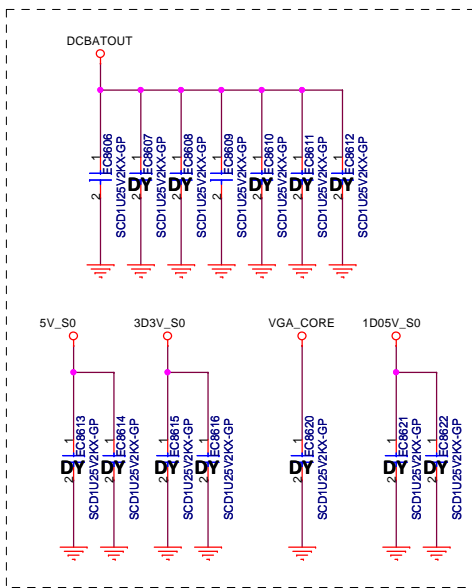 DCBATOUT
1
2
EC8606
SCD1U25V2KX-GP
1
2
DY
EC8607
SCD1U25V2KX-GP
1
2
DY
EC8608
SCD1U25V2KX-GP
1
2
EC8609
SCD1U25V2KX-GP
1
2
DY
EC8610
SCD1U25V2KX-GP
1
2
DY
EC8611
SCD1U25V2KX-GP
1
2
DY
EC8612
SCD1U25V2KX-GP
5V_S0
3D3V_S0
VGA_CORE
1D05V_S0
1
2
DY
EC8613
SCD1U25V2KX-GP
1
2
DY
EC8614
SCD1U25V2KX-GP
1
2
DY
EC8615
SCD1U25V2KX-GP
1
2
DY
EC8616
SCD1U25V2KX-GP
1
2
DY
EC8620
SCD1U25V2KX-GP
1
2
DY
EC8621
SCD1U25V2KX-GP
1
2
DY
EC8622
SCD1U25V2KX-GP